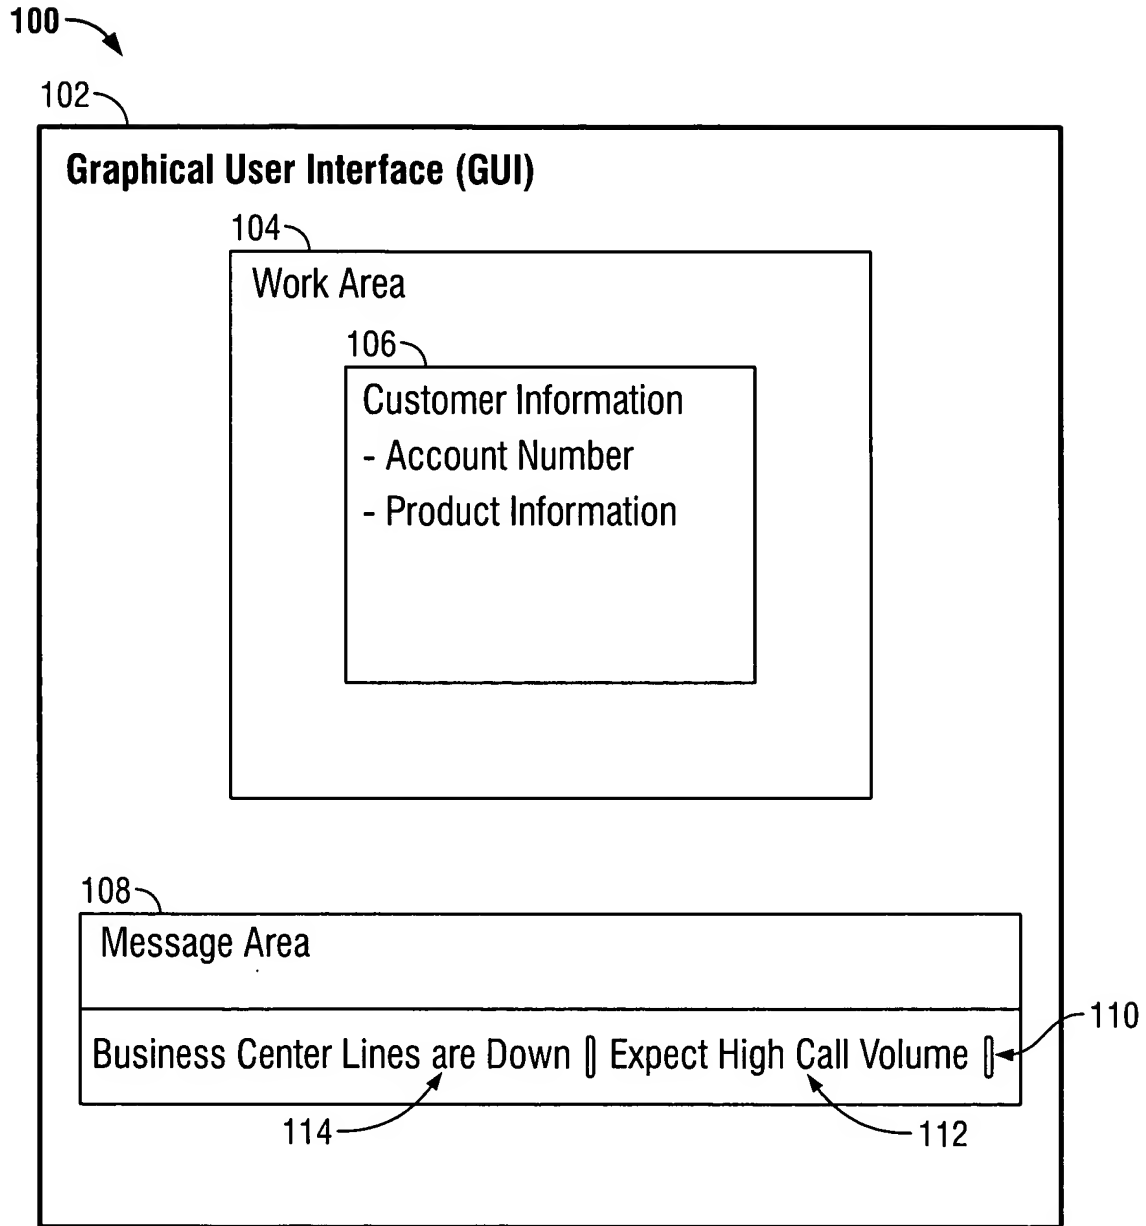 100
102
Graphical User Interface (GUI)
104
Work Area
106
Customer Information
- Account Number
- Product Information
108
Message Area
110
Business Center Lines are Down || Expect High Call Volume ||
114
112